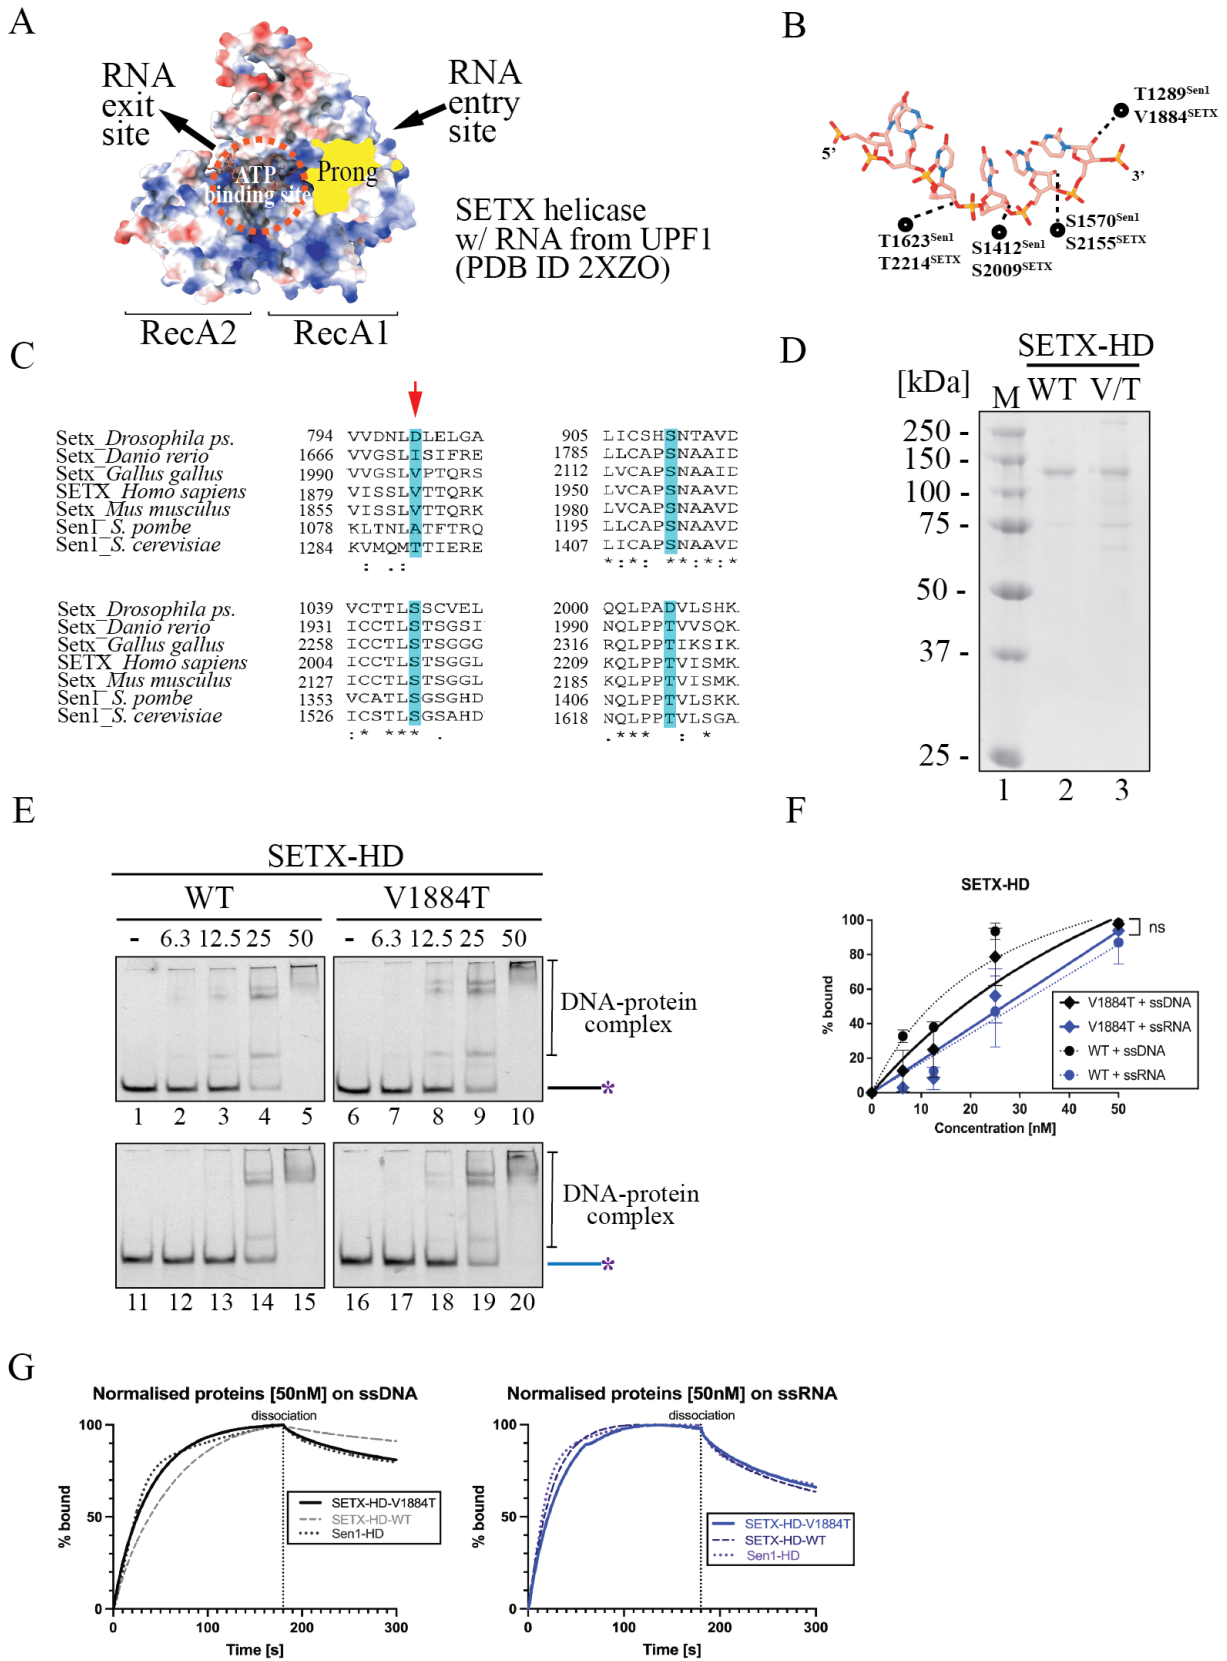 A
RNA
exit
site
RNA
entry
site
ATP
binding site
Prong
SETX helicase
w/ RNA from UPF1
(PDB ID 2XZO)
RecA2
RecA1
B
T1289Sen1
V1884SETX
5’
3’
T1623Sen1
T2214SETX
S1412Sen1
S2009SETX
S1570Sen1
S2155SETX
C
Setx_Drosophila ps. 794 VVDNLDLELGA 905 LICSHSNTAVD
Setx_Danio rerio 1666 VVGSLISIFRE 1785 LLCAPSNAAID
Setx_Gallus gallus 1990 VVGSLVPTQRS 2112 LVCAPSNAAVD
SETX_Homo sapiens 1879 VISSLVTTQRK 1950 LVCAPSNAAVD
Setx_Mus musculus 1855 VISSLVTTQRK 1980 LVCAPSNAAVD
Sen1_S. pombe 1078 KLTNLATFTRQ 1195 LLCAPSNAAVD
Sen1_S. cerevisiae 1284 KVMQMTTIERE 1407 LICAPSNAAVD
: .: *:*: **:**:*
Setx_Drosophila ps. 1039 VCTTLSSCVEL 2000 QQLPADVLSHK
Setx_Danio rerio 1931 ICCTLSTSGSI 1990 NQLPPTVVSQK
Setx_Gallus gallus 2258 ICCTLSTSGGG 2316 RQLPPTIKSIK
SETX_Homo sapiens 2004 ICCTLSTSGGL 2209 KQLPPTVISMK
Setx_Mus musculus 2127 ICCTLSTSGGL 2185 KQLPPTVISMK
Sen1_S. pombe 1353 VCATLSGSGHD 1406 NQLPPTVLSKK
Sen1_S. cerevisiae 1526 ICSTLSGSAHD 1618 NQLPPTVLSGA
:* *** . .*** : *
D
SETX-HD
[kDa] M WT V/T
250 -
150 -
100 -
75 -
50 -
37 -
25 -
1 2 3
E
SETX-HD
WT V1884T
- 6.3 12.5 25 50 - 6.3 12.5 25 50
DNA-protein
complex
*
1 2 3 4 5 6 7 8 9 10
DNA-protein
complex
*
11 12 13 14 15 16 17 18 19 20
F
SETX-HD
100
80
60
40
20
0
% bound
ns
V1884T + ssDNA
V1884T + ssRNA
WT + ssDNA
WT + ssRNA
0 10 20 30 40 50
Concentration [nM]
G
Normalised proteins [50nM] on ssDNA
dissociation
100
50
0
% bound
SETX-HD-V1884T
SETX-HD-WT
Sen1-HD
0 100 200 300
Time [s]
Normalised proteins [50nM] on ssRNA
dissociation
100
50
0
% bound
SETX-HD-V1884T
SETX-HD-WT
Sen1-HD
0 100 200 300
Time [s]